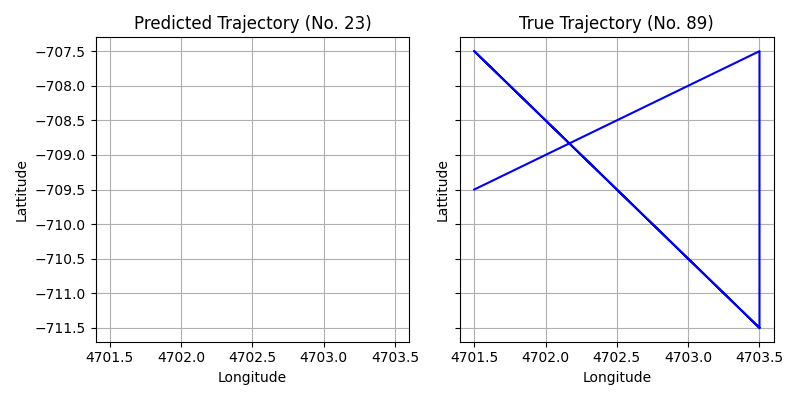 Predicted Trajectory (No. 23)
True Trajectory (No. 89)
Lattitude
−707.5
−708.0
−708.5
−709.0
−709.5
−710.0
−710.5
−711.0
−711.5
4701.5 4702.0 4702.5 4703.0 4703.5
Longitude
Lattitude
4701.5 4702.0 4702.5 4703.0 4703.5
Longitude